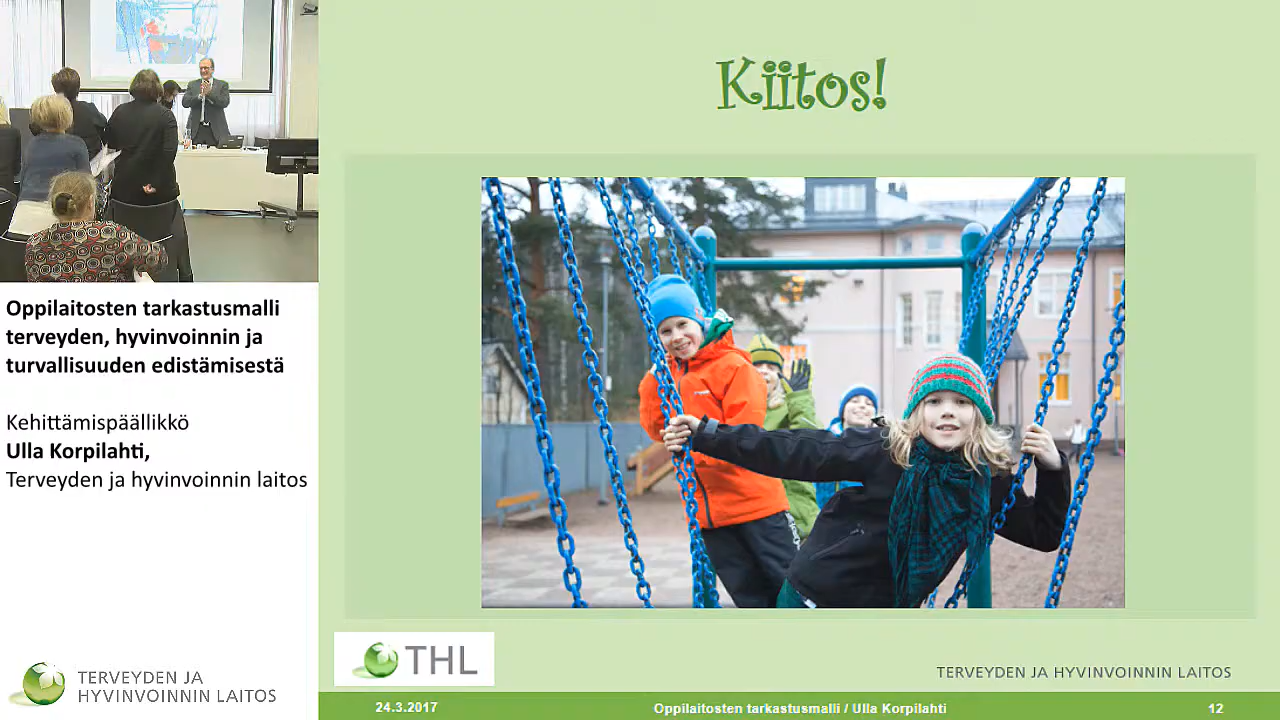 Kiitos!
Oppilaitosten tarkastusmalli
terveyden, hyvinvoinnin ja
turvallisuuden edistämisestä
Kehittämispäällikkö
Ulla Korpilahti,
Terveyden ja hyvinvoinnin laitos
TERVEYDEN JA
HYVINVOINNIN LAITOS
THL
TERVEYDEN JA HYVINVOINNIN LAITOS
24.3.2017
Oppilaitosten tarkastusmalli / Ulla Korpilahti
12